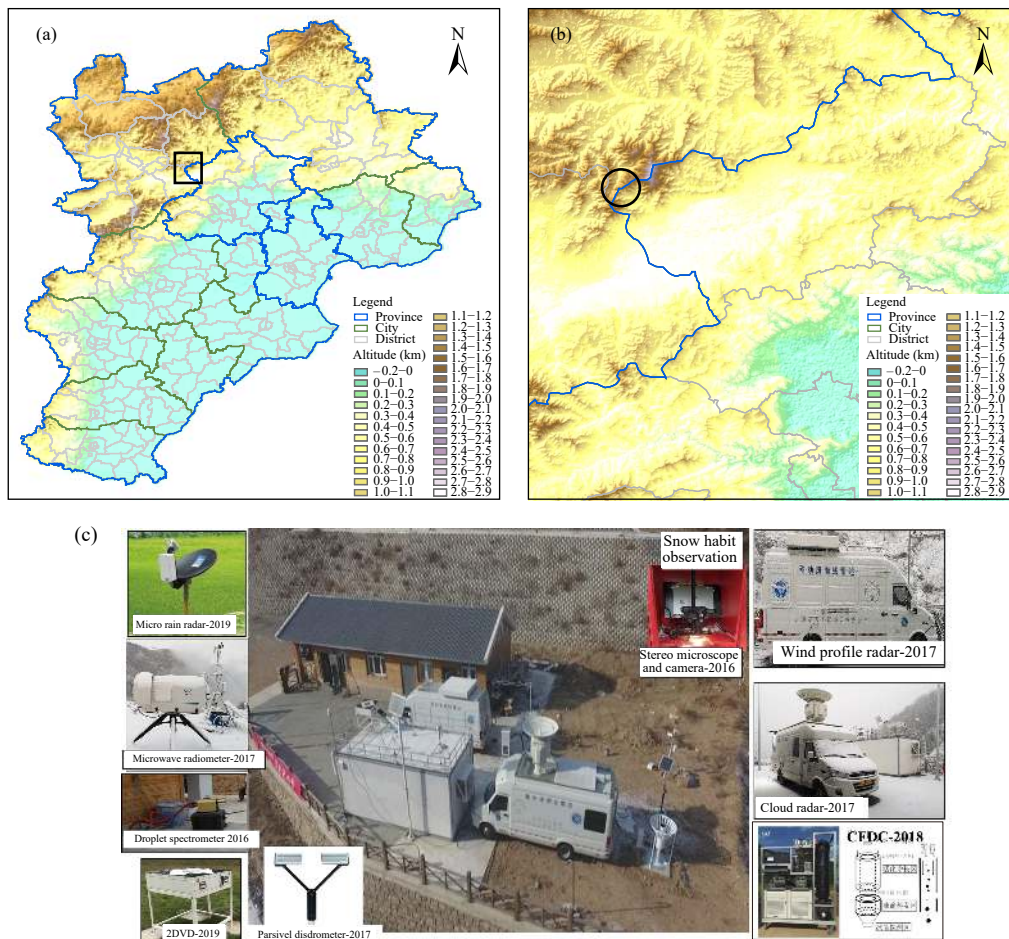 (a)
N
Legend
Province
City
District
Altitude (km)
−0.2−0
0−0.1
0.1−0.2
0.2−0.3
0.3−0.4
0.4−0.5
0.5−0.6
0.6−0.7
0.7−0.8
0.8−0.9
0.9−1.0
1.0−1.1
1.1−1.2
1.2−1.3
1.3−1.4
1.4−1.5
1.5−1.6
1.6−1.7
1.7−1.8
1.8−1.9
1.9−2.0
2.0−2.1
2.1−2.2
2.2−2.3
2.3−2.4
2.4−2.5
2.5−2.6
2.6−2.7
2.7−2.8
2.8−2.9
(b)
N
Legend
Province
City
District
Altitude (km)
−0.2−0
0−0.1
0.1−0.2
0.2−0.3
0.3−0.4
0.4−0.5
0.5−0.6
0.6−0.7
0.7−0.8
0.8−0.9
0.9−1.0
1.0−1.1
1.1−1.2
1.2−1.3
1.3−1.4
1.4−1.5
1.5−1.6
1.6−1.7
1.7−1.8
1.8−1.9
1.9−2.0
2.0−2.1
2.1−2.2
2.2−2.3
2.3−2.4
2.4−2.5
2.5−2.6
2.6−2.7
2.7−2.8
2.8−2.9
(c)
Micro rain radar-2019
Microwave radiometer-2017
Droplet spectrometer 2016
2DVD-2019
Parsivel disdrometer-2017
Snow habit
observation
Stereo microscope
and camera-2016
Wind profile radar-2017
Cloud radar-2017
CFDC-2018